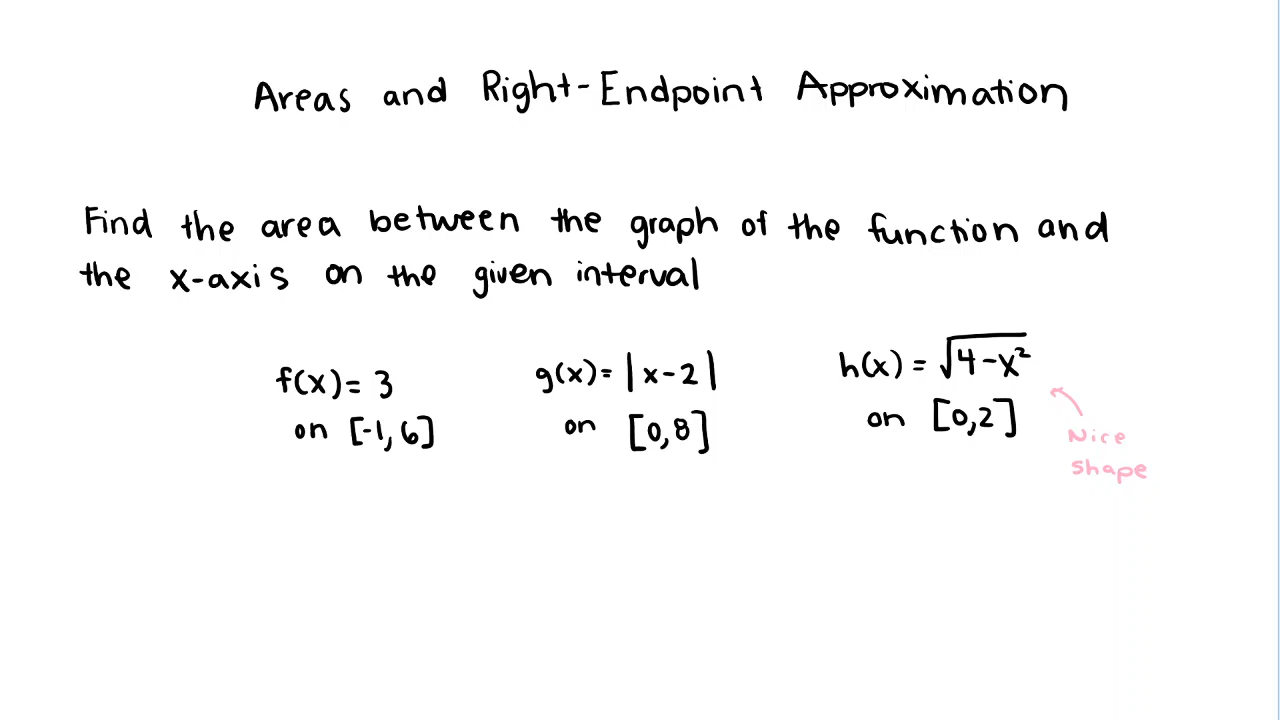 Areas and Right-Endpoint Approximation
Find the area between the graph of the function and
the x-axis on the given interval
f(x)= 3
on [-1,6]
g(x)= |x-2|
on [0,8]
h(x) = √4-x²
on [0,2]
Nice
shape